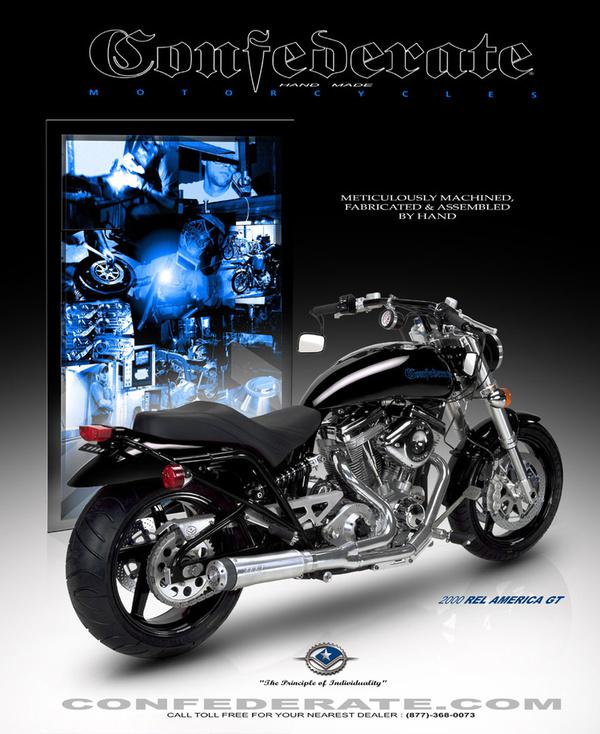 Confederate
HAND MADE
MOTORCYCLES
METICULOUSLY MACHINED,
FABRICATED & ASSEMBLED
BY HAND
Confederate
2000 REL AMERICA GT
"The Principle of Individuality"
CONFEDERATE.COM
CALL TOLL FREE FOR YOUR NEAREST DEALER : (877)-368-0073